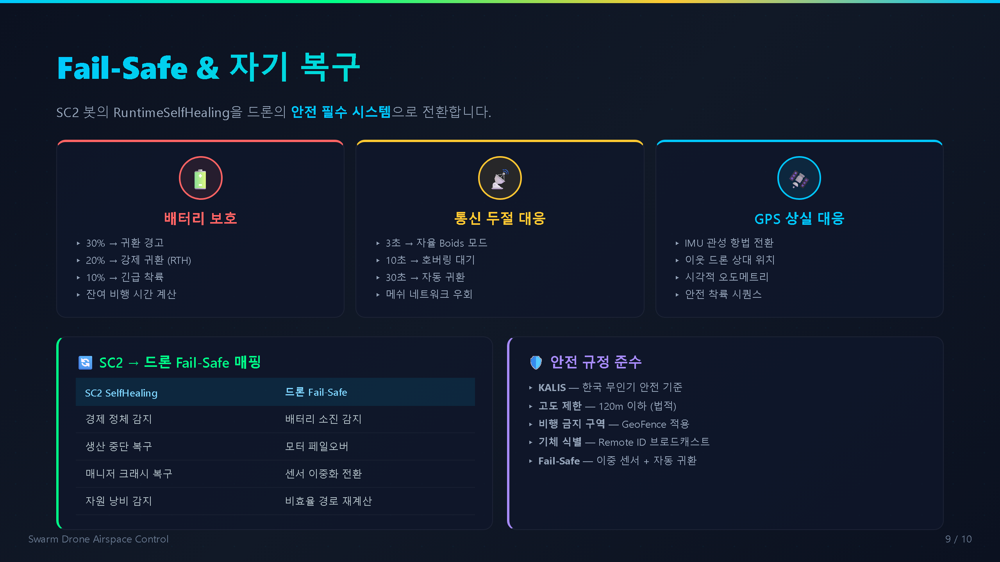 Fail-Safe & 자기 복구
SC2 봇의 RuntimeSelfHealing을 드론의 안전 필수 시스템으로 전환합니다.
배터리 보호
▸ 30% → 귀환 경고
▸ 20% → 강제 귀환 (RTH)
▸ 10% → 긴급 착륙
▸ 잔여 비행 시간 계산
통신 두절 대응
▸ 3초 → 자율 Boids 모드
▸ 10초 → 호버링 대기
▸ 30초 → 자동 귀환
▸ 메쉬 네트워크 우회
GPS 상실 대응
▸ IMU 관성 항법 전환
▸ 이웃 드론 상대 위치
▸ 시각적 오도메트리
▸ 안전 착륙 시퀀스
SC2 → 드론 Fail-Safe 매핑
SC2 SelfHealing 드론 Fail-Safe
경제 정체 감지 배터리 소진 감지
생산 중단 복구 모터 페일오버
매니저 크래시 복구 센서 이중화 전환
자원 낭비 감지 비효율 경로 재계산
안전 규정 준수
▸ KALIS — 한국 무인기 안전 기준
▸ 고도 제한 — 120m 이하 (법적)
▸ 비행 금지 구역 — GeoFence 적용
▸ 기체 식별 — Remote ID 브로드캐스트
▸ Fail-Safe — 이중 센서 + 자동 귀환
Swarm Drone Airspace Control
9 / 10